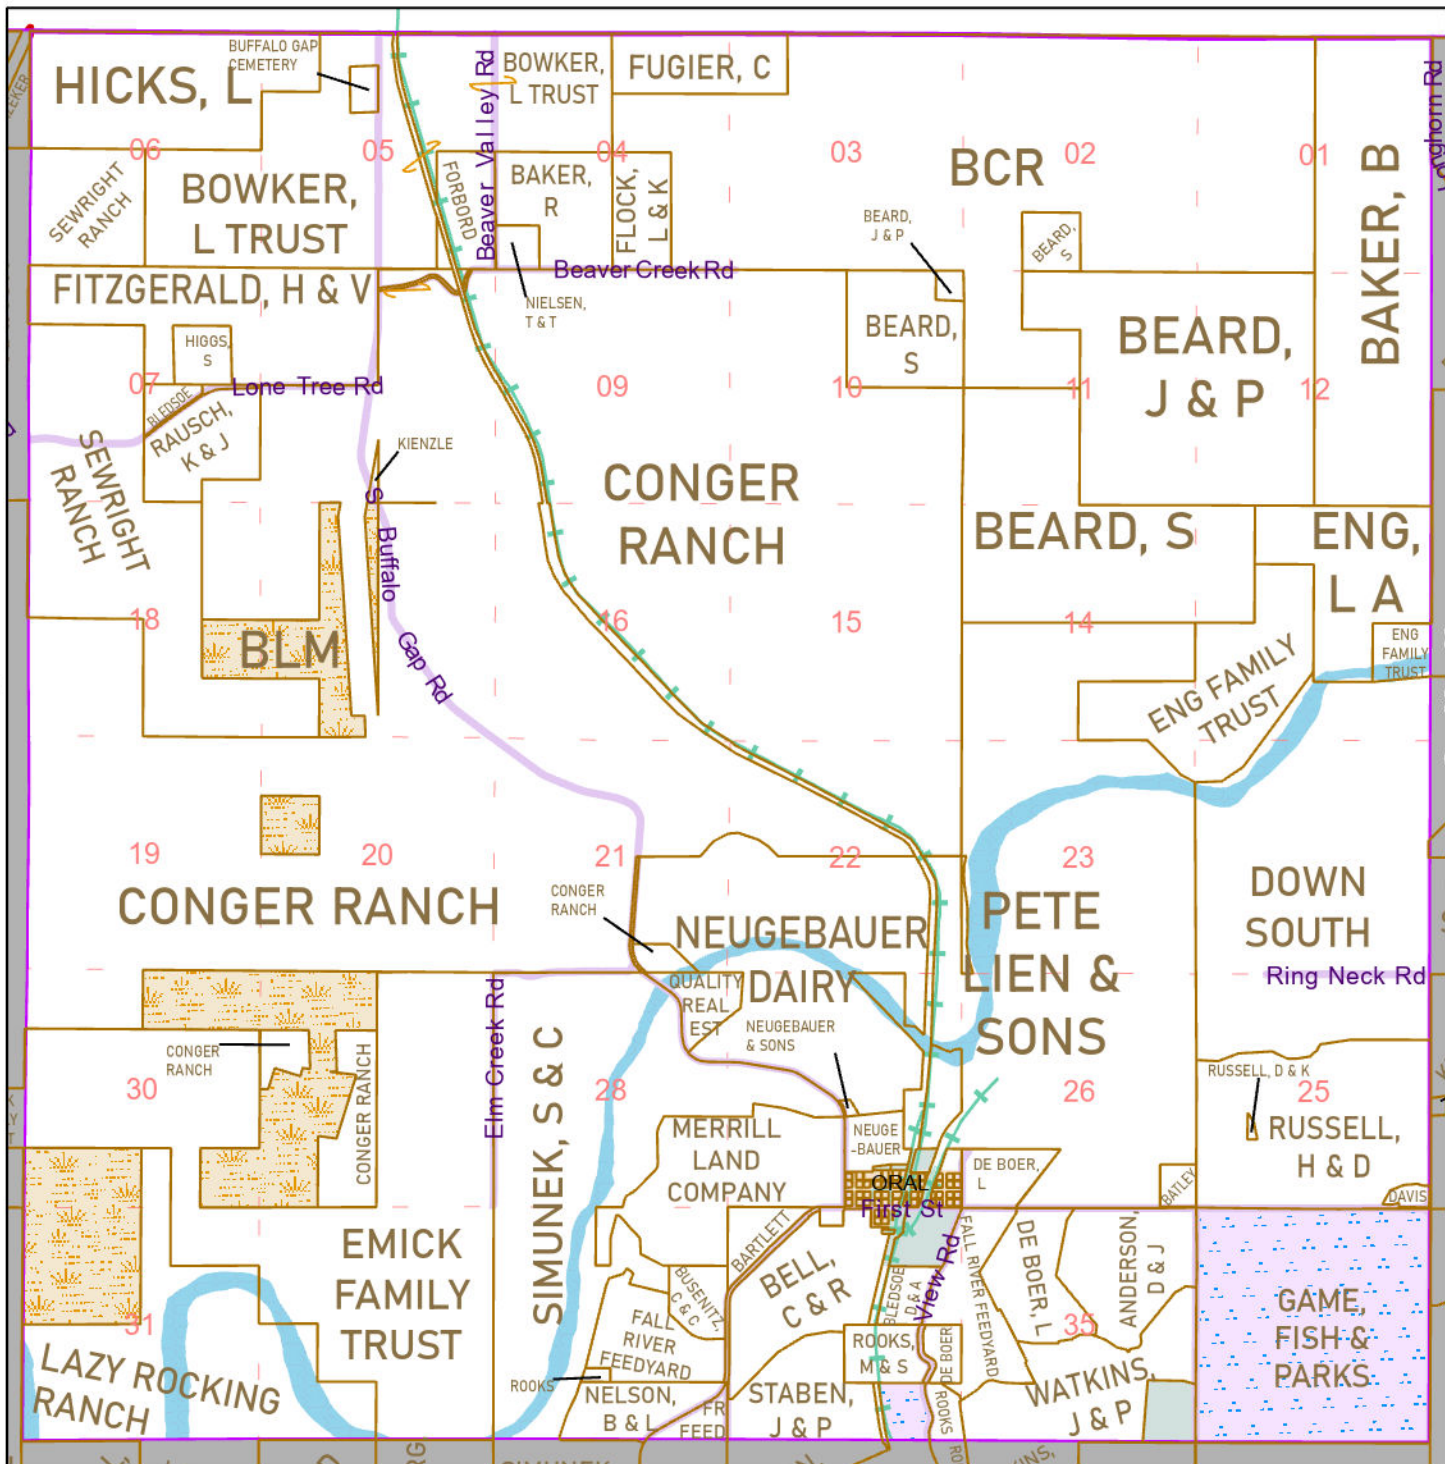 BUFFALO GAP
CEMETERY
HICKS, L
Beaver Valley Rd
BOWKER,
L TRUST
FUGIER, C
06
05
04
03
02
01
BCR
BAKER, B
SEWRIGHT
RANCH
BOWKER,
L TRUST
FORBORD
BAKER,
R
FLOCK,
L & K
BEARD,
J & P
BEARD,
S
Beaver Creek Rd
FITZGERALD, H & V
NIELSEN,
T & T
HIGGS,
S
BEARD,
S
BEARD,
J & P
07
Lone Tree Rd
09
10
11
12
BLEDSOE
RAUSCH,
K & J
SEWRIGHT
RANCH
KIENZLE
CONGER
RANCH
S Buffalo Gap Rd
BEARD, S
ENG,
L A
18
BLM
16
15
14
ENG
FAMILY
TRUST
ENG FAMILY
TRUST
19
20
21
22
23
CONGER RANCH
CONGER
RANCH
NEUGEBAUER
DAIRY
PETE
LIEN &
SONS
DOWN
SOUTH
Ring Neck Rd
QUALITY
REAL
EST
NEUGEBAUER
& SONS
Elm Creek Rd
SIMUNEK, S & C
CONGER
RANCH
CONGER RANCH
30
28
26
25
RUSSELL, D & K
RUSSELL,
H & D
MERRILL
LAND
COMPANY
NEUGE
-BAUER
DE BOER,
L
BATLEY
DAVIS
ORAL
First St
EMICK
FAMILY
TRUST
BARTLETT
BELL,
C & R
BUSENITZ,
C & C
BLEDSOE
D & A
View Rd
FALL RIVER FEEDYARD
DE BOER, L
ANDERSON,
D & J
GAME,
FISH &
PARKS
31
35
FALL
RIVER
FEEDYARD
ROOKS,
M & S
DE BOER
LAZY ROCKING
RANCH
ROOKS
NELSON,
B & L
FR
FEED
STABEN,
J & P
ROOKS
WATKINS,
J & P